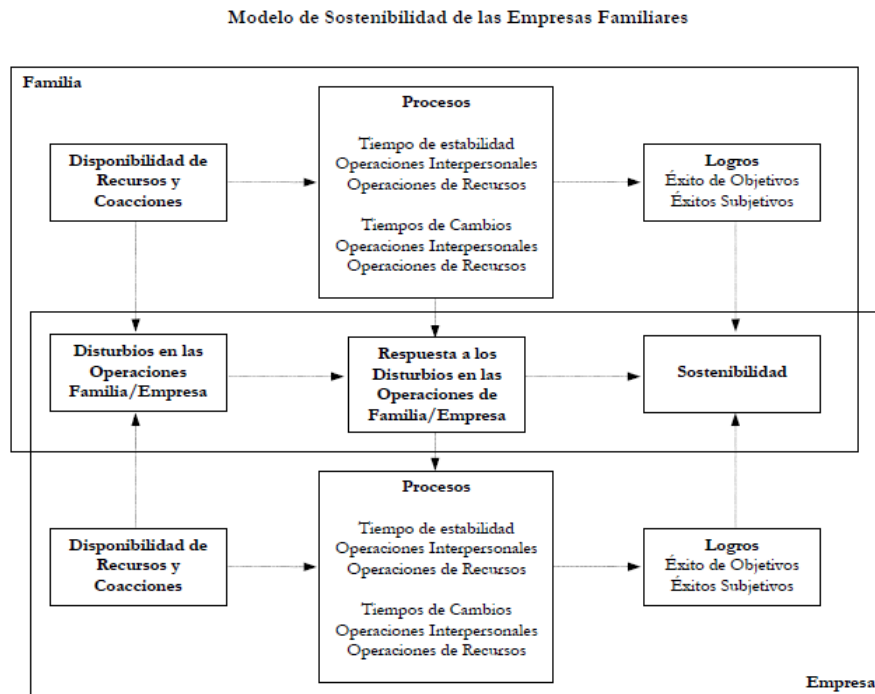 Modelo de Sostenibilidad de las Empresas Familiares
Familia
Disponibilidad de
Recursos y
Coacciones
Procesos
Tiempo de estabilidad
Operaciones Interpersonales
Operaciones de Recursos
Tiempos de Cambios
Operaciones Interpersonales
Operaciones de Recursos
Logros
Éxito de Objetivos
Éxitos Subjetivos
Disturbios en las
Operaciones
Familia/Empresa
Respuesta a los
Disturbios en las
Operaciones de
Familia/Empresa
Sostenibilidad
Disponibilidad de
Recursos y
Coacciones
Procesos
Tiempo de estabilidad
Operaciones Interpersonales
Operaciones de Recursos
Tiempos de Cambios
Operaciones Interpersonales
Operaciones de Recursos
Logros
Éxito de Objetivos
Éxitos Subjetivos
Empresa